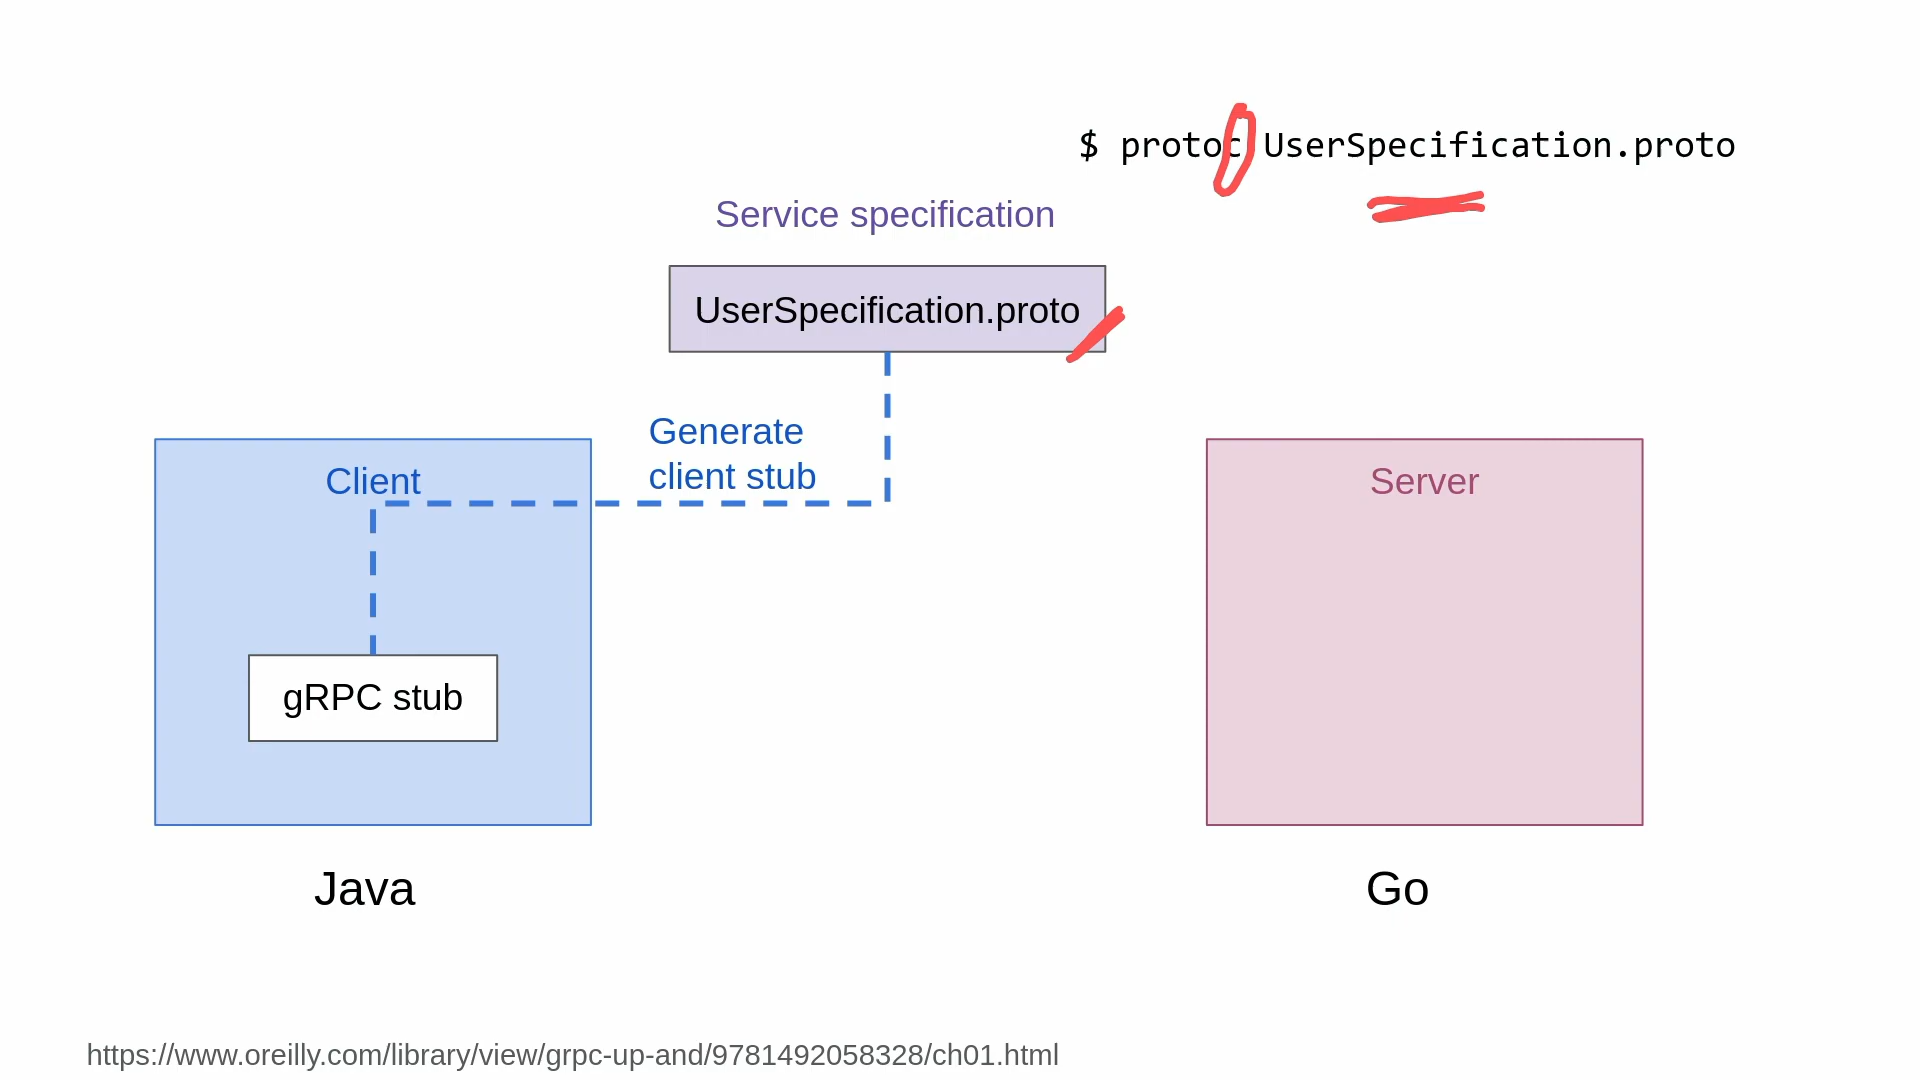 $ protoc UserSpecification.proto
Service specification
UserSpecification.proto
Generate
client stub
Client
Server
gRPC stub
Java
Go
https://www.oreilly.com/library/view/grpc-up-and/9781492058328/ch01.html